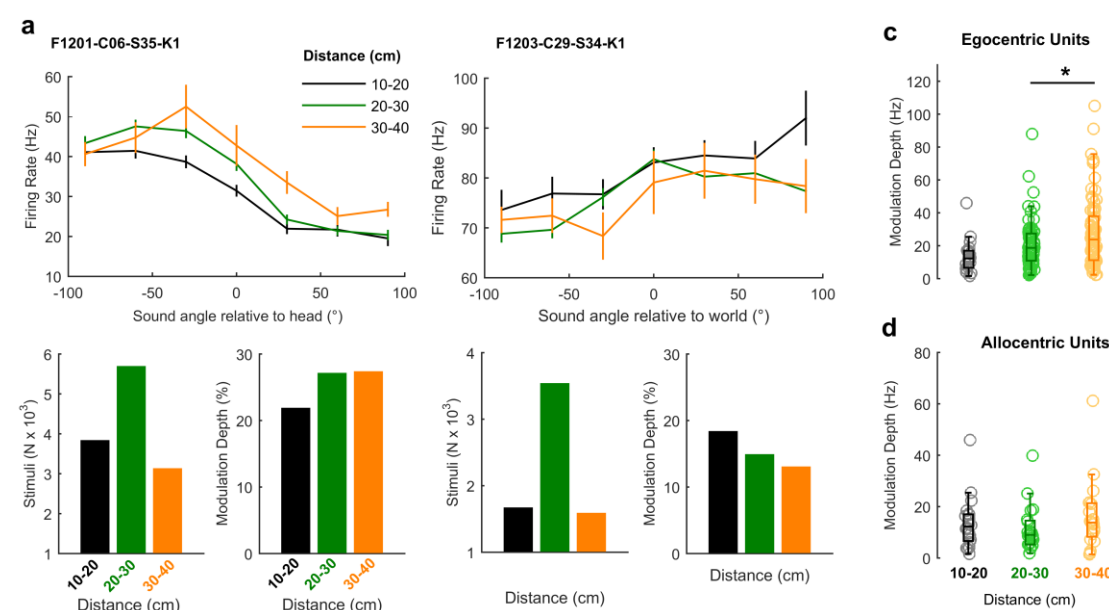 a
F1201-C06-S35-K1
Distance (cm)
10-20
20-30
30-40
Firing Rate (Hz)
60
50
40
30
20
10
-100
-50
0
50
100
Sound angle relative to head (°)
F1203-C29-S34-K1
Firing Rate (Hz)
100
90
80
70
60
-100
-50
0
50
100
Sound angle relative to world (°)
Stimuli (N x 10³)
6
5
4
3
2
1
10-20
20-30
30-40
Distance (cm)
Modulation Depth (%)
30
20
10
0
10-20
20-30
30-40
Distance (cm)
Stimuli (N x 10³)
4
3
2
1
Distance (cm)
Modulation Depth (%)
30
20
10
0
Distance (cm)
c
Egocentric Units
*
Modulation Depth (Hz)
120
100
80
60
40
20
0
d
Allocentric Units
Modulation Depth (Hz)
80
60
40
20
0
10-20
20-30
30-40
Distance (cm)